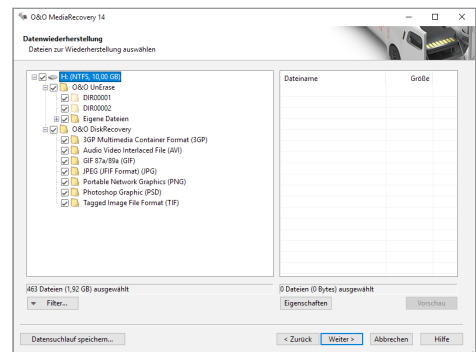 O&O MediaRecovery 14
Datenwiederherstellung
Dateien zur Wiederherstellung auswählen
H: (NTFS, 10,00 GB)
O&O UnErase
DIR00001
DIR00002
Eigene Dateien
O&O DiskRecovery
3GP Multimedia Container Format (3GP)
Audio Video Interlaced File (AVI)
GIF 87a/89a (GIF)
JPEG (JFIF Format) (JPG)
Portable Network Graphics (PNG)
Photoshop Graphic (PSD)
Tagged Image File Format (TIF)
Dateiname Größe
463 Dateien (1,92 GB) ausgewählt
0 Dateien (0 Bytes) ausgewählt
Filter...
Eigenschaften
Vorschau
Datensuchlauf speichern...
< Zurück
Weiter >
Abbrechen
Hilfe